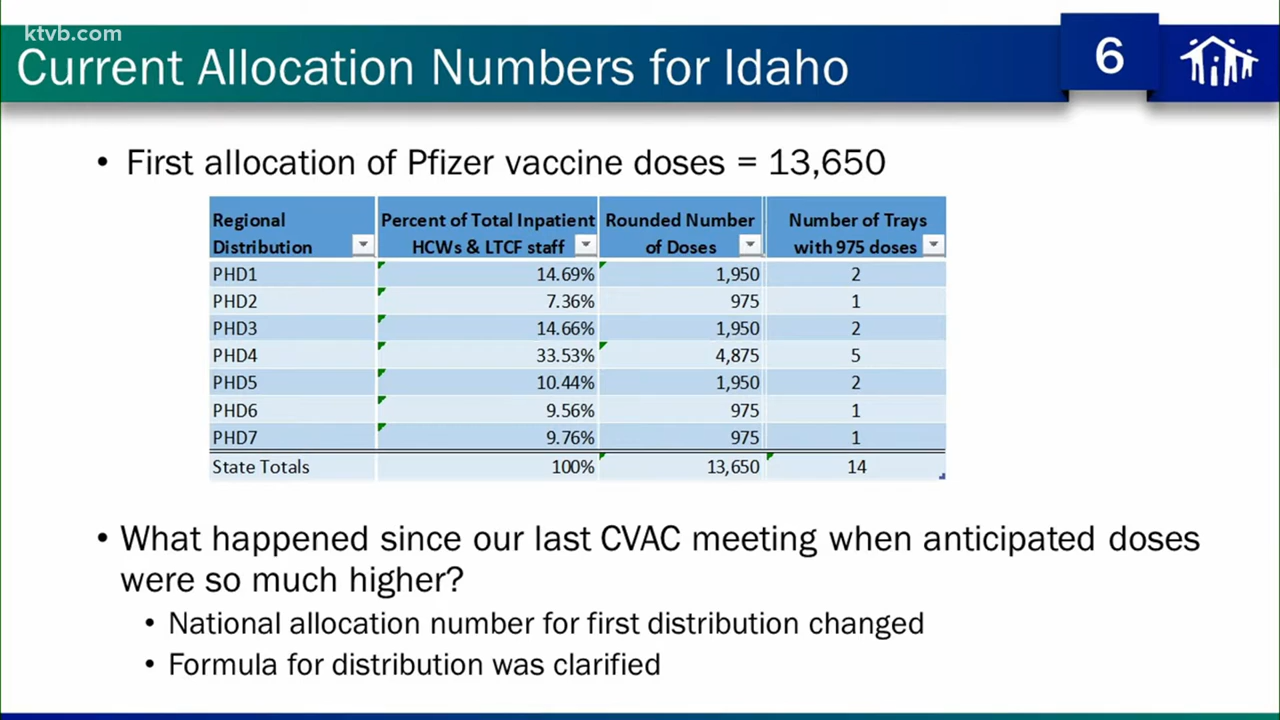 ktvb.com
Current Allocation Numbers for Idaho
6
• First allocation of Pfizer vaccine doses = 13,650
Regional Distribution Percent of Total Inpatient HCWs & LTCF staff Rounded Number of Doses Number of Trays with 975 doses
PHD1 14.69% 1,950 2
PHD2 7.36% 975 1
PHD3 14.66% 1,950 2
PHD4 33.53% 4,875 5
PHD5 10.44% 1,950 2
PHD6 9.56% 975 1
PHD7 9.76% 975 1
State Totals 100% 13,650 14
• What happened since our last CVAC meeting when anticipated doses
were so much higher?
• National allocation number for first distribution changed
• Formula for distribution was clarified